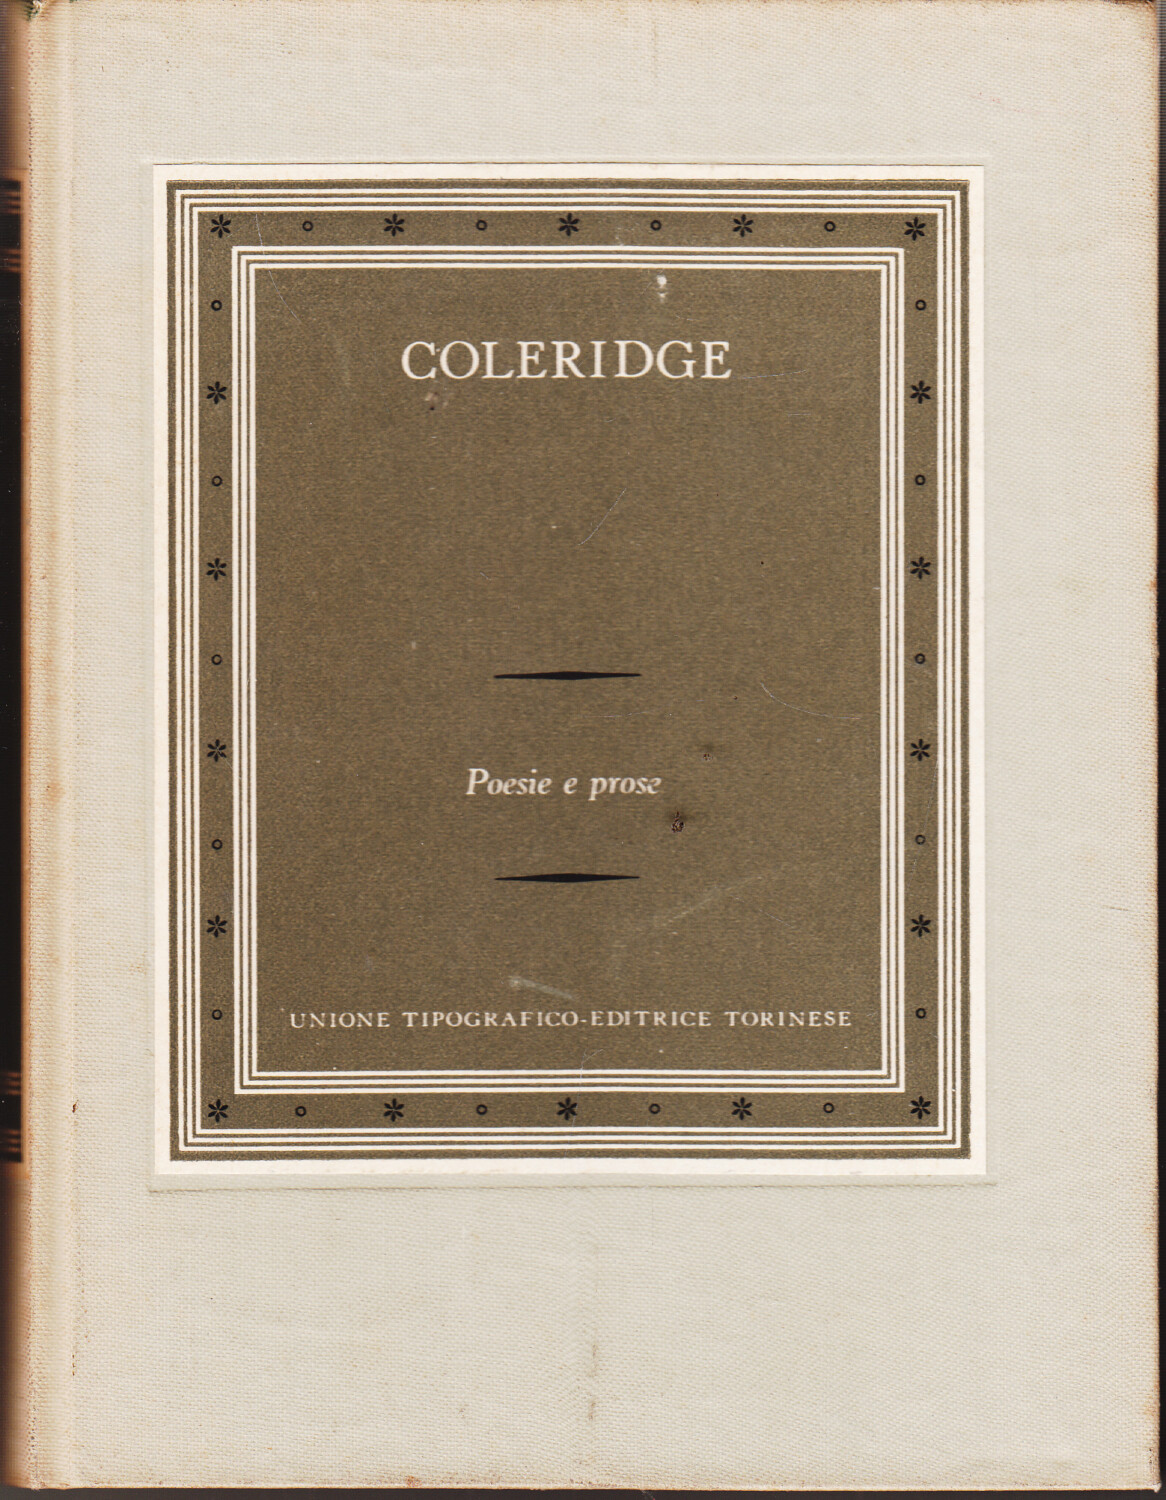 COLERIDGE
Poesie e prose
UNIONE TIPOGRAFICO-EDITRICE TORINESE